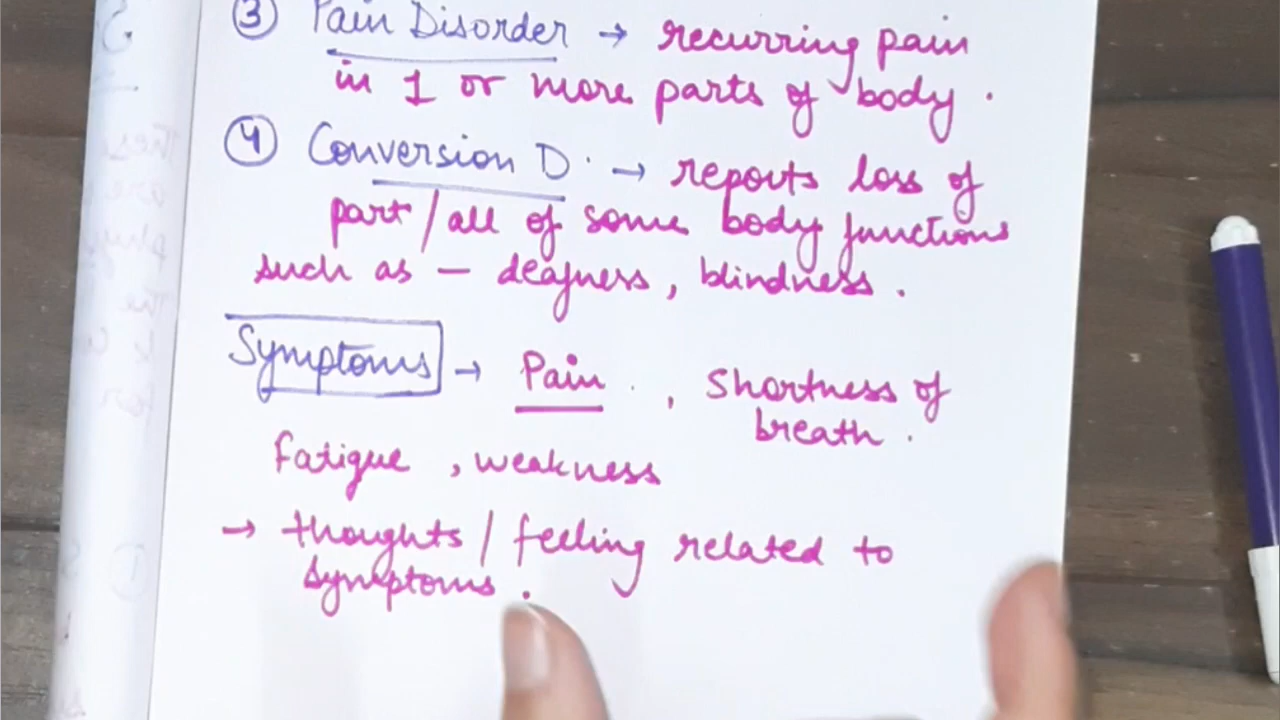 ③ Pain Disorder → recurring pain
in 1 or more parts of body .
④ Conversion D. → reports loss of
part / all of some body functions
such as — deafness , blindness .
Symptoms → Pain , Shortness of
breath .
fatigue , weakness
→ thoughts / feeling related to
symptoms .